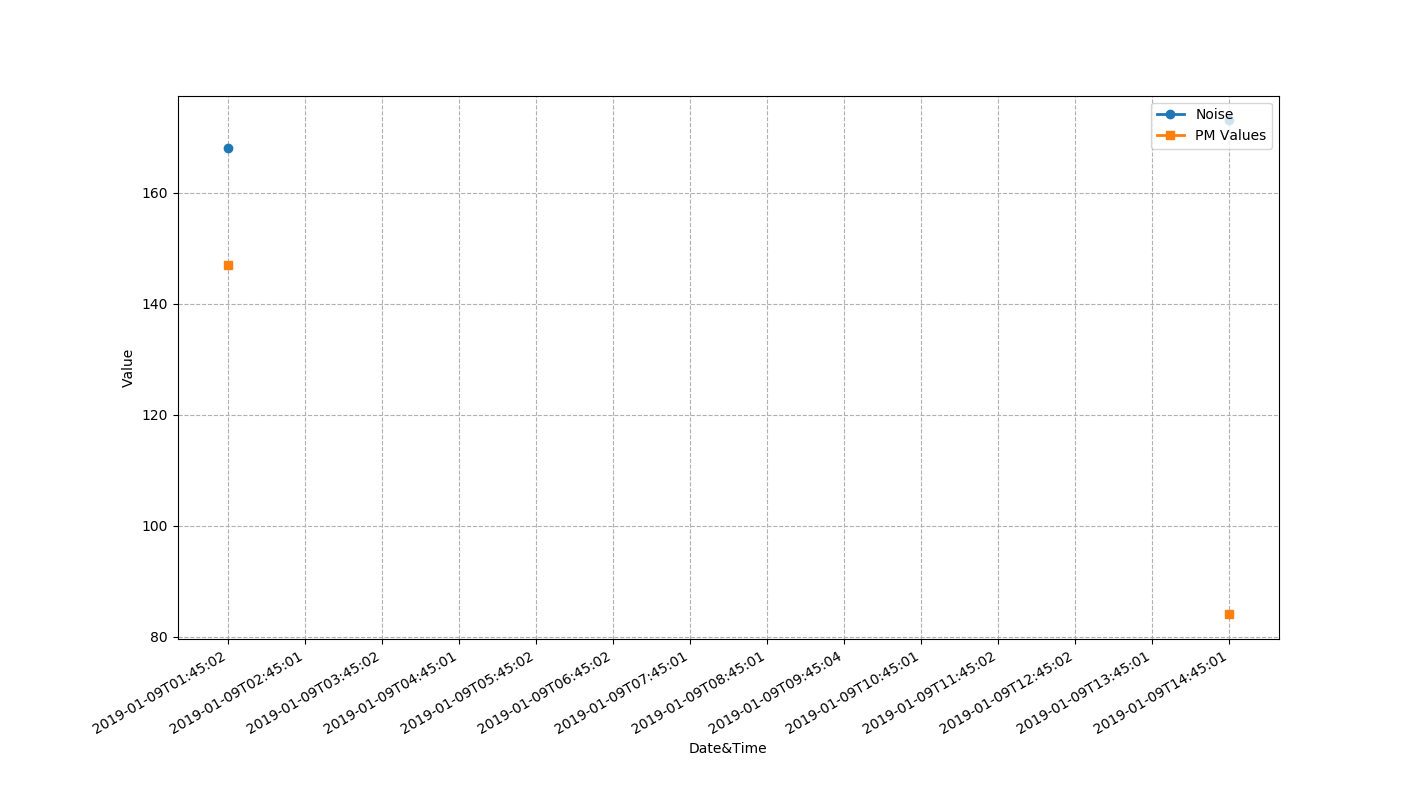 Noise
PM Values
160
140
120
100
80
Value
2019-01-09T01:45:02
2019-01-09T02:45:01
2019-01-09T03:45:02
2019-01-09T04:45:01
2019-01-09T05:45:02
2019-01-09T06:45:02
2019-01-09T07:45:01
2019-01-09T08:45:01
2019-01-09T09:45:04
2019-01-09T10:45:01
2019-01-09T11:45:02
2019-01-09T12:45:02
2019-01-09T13:45:01
2019-01-09T14:45:01
Date&Time